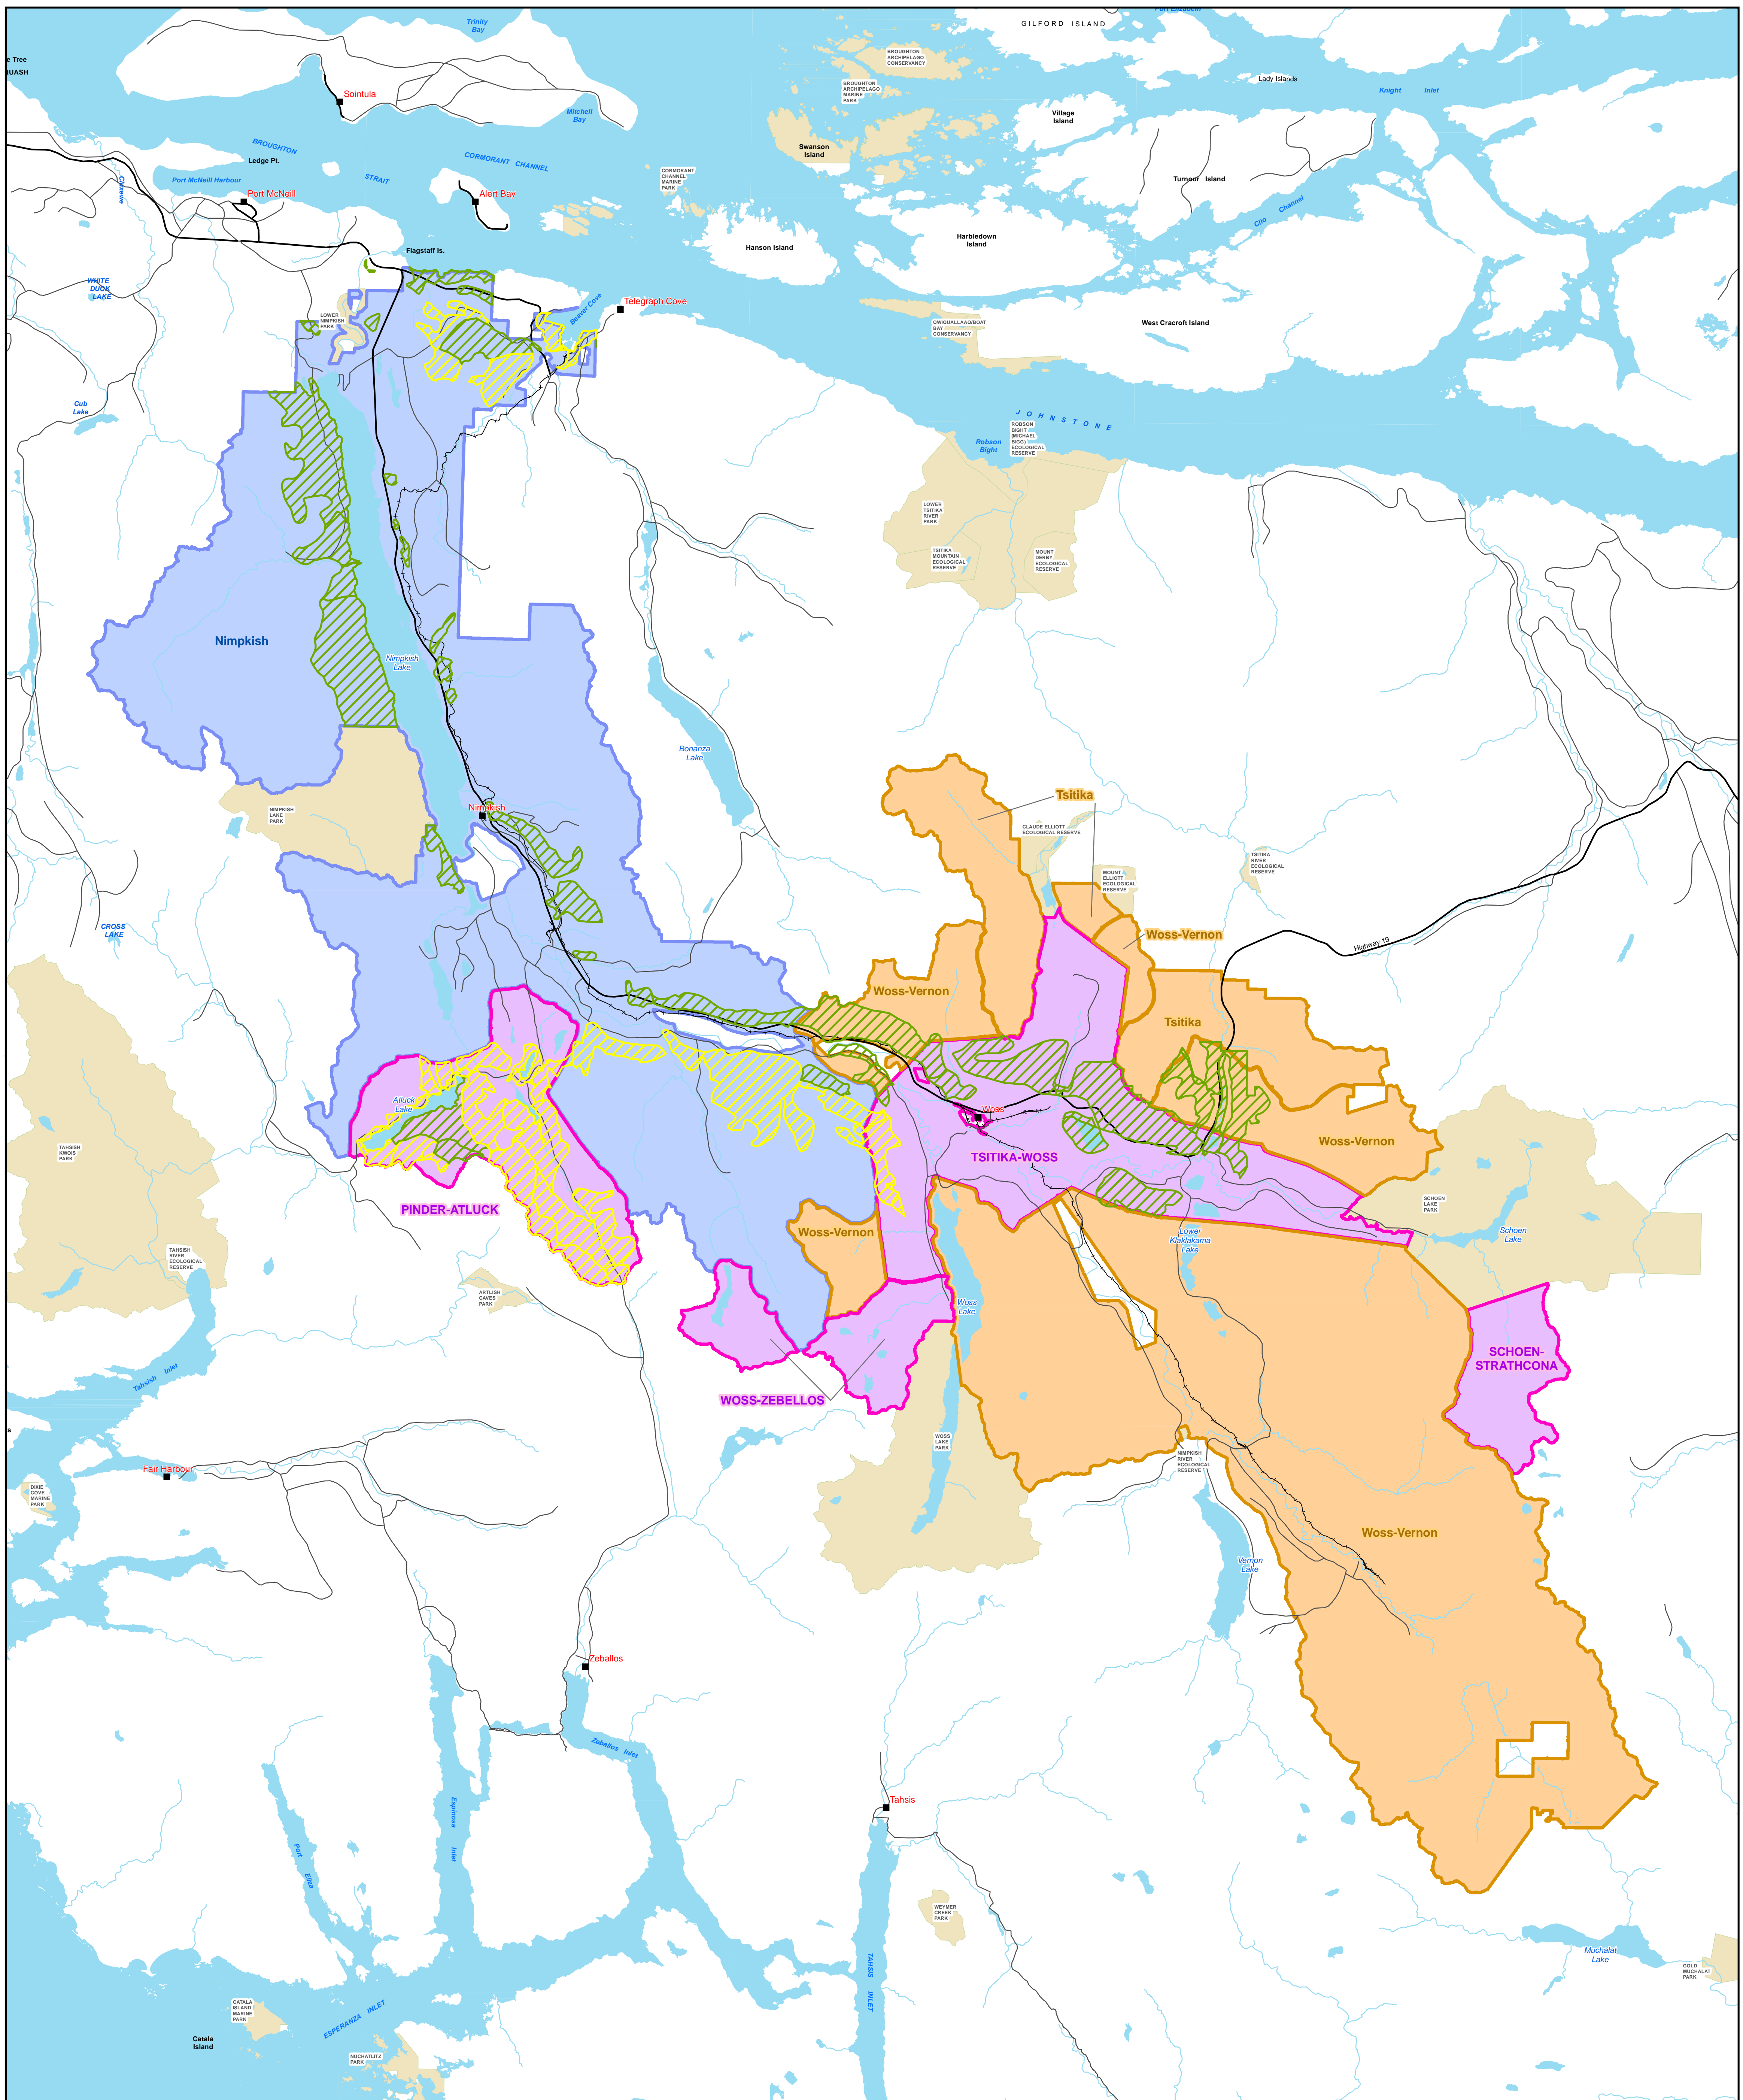 Port Elizabeth
GILFORD ISLAND
Trinity
Bay
e Tree
QUASH
BROUGHTON
ARCHIPELAGO
CONSERVANCY
Lady Islands
Knight Inlet
BROUGHTON
ARCHIPELAGO
MARINE
PARK
Sointula
Mitchell
Bay
Village
Island
Swanson
Island
BROUGHTON
STRAIT
Ledge Pt.
CORMORANT CHANNEL
CORMORANT
CHANNEL
MARINE
PARK
Port McNeill Harbour
Port McNeill
Alert Bay
Turnour Island
Clio Channel
Harbledown
Island
Hanson Island
Flagstaff Is.
WHITE
DUCK
LAKE
Beaver Cove
Telegraph Cove
LOWER
NIMPKISH
PARK
QWIQUALLAAQ/BOAT
BAY
CONSERVANCY
West Cracroft Island
Cub
Lake
JOHNSTONE
ROBSON
BIGHT
(MICHAEL
BIGG)
ECOLOGICAL
RESERVE
Robson
Bight
LOWER
TSITIKA
RIVER
PARK
TSITIKA
MOUNTAIN
ECOLOGICAL
RESERVE
MOUNT
DERBY
ECOLOGICAL
RESERVE
Nimpkish
Nimpkish
Lake
Bonanza
Lake
Tsitika
NIMPKISH
LAKE
PARK
Nimpkish
CLAUDE ELLIOTT
ECOLOGICAL RESERVE
MOUNT
ELLIOTT
ECOLOGICAL
RESERVE
TSITIKA
RIVER
ECOLOGICAL
RESERVE
CROSS
LAKE
Woss-Vernon
Highway 19
Woss-Vernon
Tsitika
Atluck
Lake
Woss
TAHSISH
KWOIS
PARK
TSITIKA-WOSS
Woss-Vernon
PINDER-ATLUCK
SCHOEN
LAKE
PARK
Schoen
Lake
Woss-Vernon
Lower
Klaklakama
Lake
TAHSISH
RIVER
ECOLOGICAL
RESERVE
ARTLISH
CAVES
PARK
Woss
Lake
SCHOEN-
STRATHCONA
Tahsish Inlet
WOSS-ZEBELLOS
WOSS
LAKE
PARK
NIMPKISH
RIVER
ECOLOGICAL
RESERVE
Fair Harbour
DIXIE
COVE
MARINE
PARK
Woss-Vernon
Vernon
Lake
Zeballos
Zeballos Inlet
Tahsis
Espinosa Inlet
Port Eliza
WEYMER
CREEK
PARK
TAHSIS INLET
Muchalat
Lake
GOLD
MUCHALAT
PARK
CATALA
ISLAND
MARINE
PARK
ESPERANZA INLET
Catala
Island
NUCHATLITZ
PARK